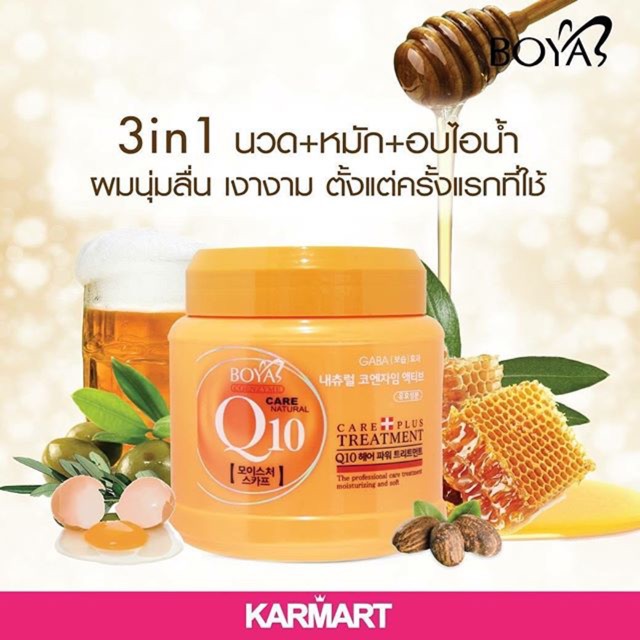 BOYA
3in1 นวด+หมัก+อบไอน้ำ
ผมนุ่มลื่น เงางาม ตั้งแต่ครั้งแรกที่ใช้
BOYA
CARE
NATURAL
Q10
[모이스처
스카프]
GABA (보습) 효과
내츄럴 코엔자임 액티브
CARE PLUS
TREATMENT
Q10 헤어 파워 트리트먼트
The professional care treatment
moisturizing and soft
KARMART